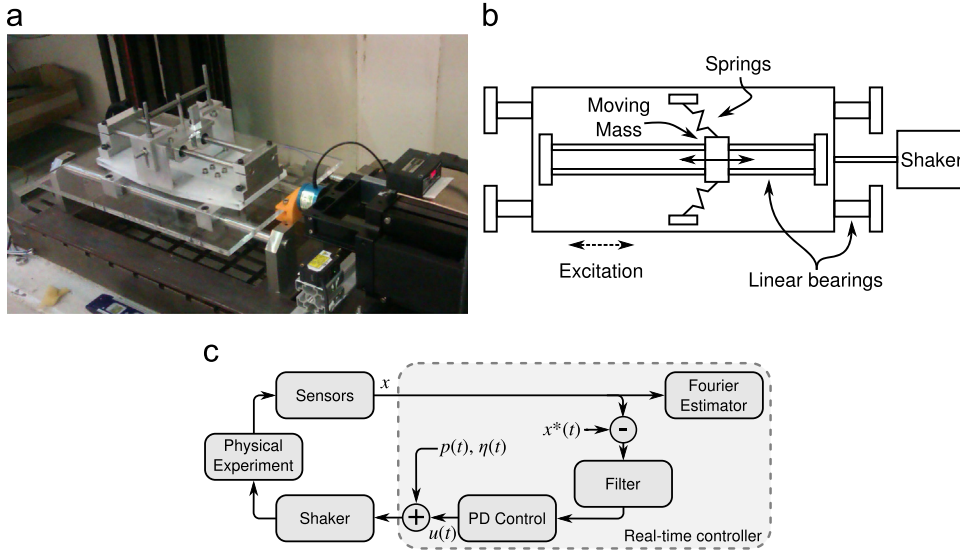 a
b
Springs
Moving
Mass
Shaker
Excitation
Linear bearings
c
Sensors
x
Fourier
Estimator
x*(t)
-
Physical
Experiment
p(t), η(t)
Filter
Shaker
+
u(t)
PD Control
Real-time controller